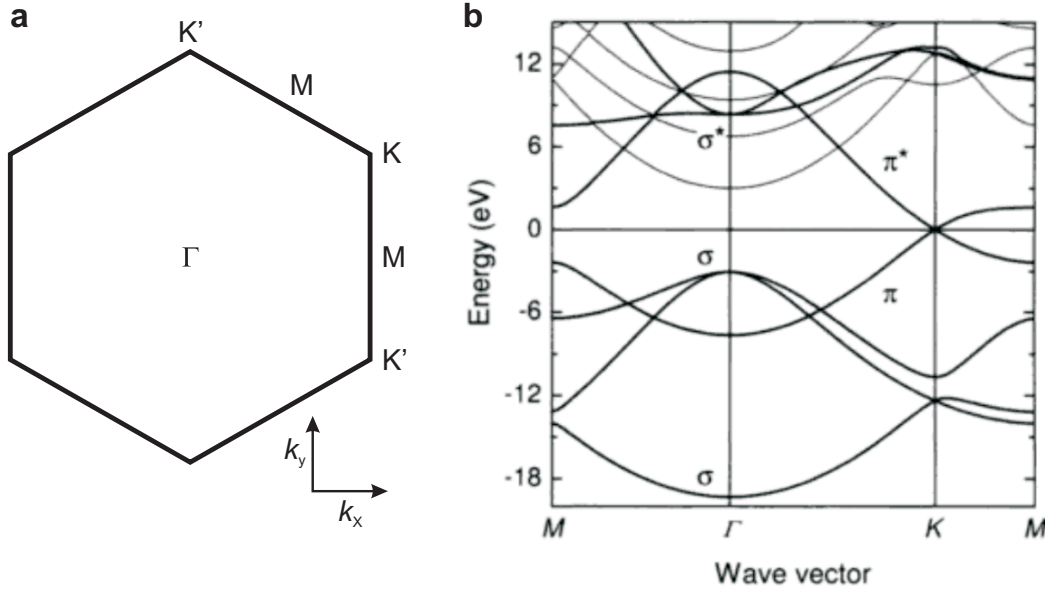 a
K'
M
K
Γ
M
K'
k_y
k_x
b
12
6
0
-6
-12
-18
Energy (eV)
σ*
π*
σ
π
σ
M
Γ
K
M
Wave vector